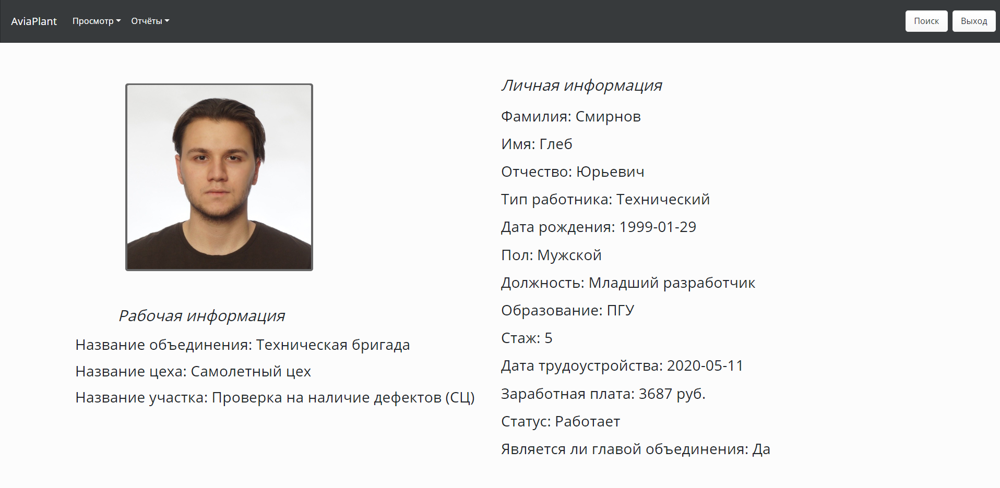 AviaPlant Просмотр Отчёты Поиск Выход
Рабочая информация
Название объединения: Техническая бригада
Название цеха: Самолетный цех
Название участка: Проверка на наличие дефектов (СЦ)
Личная информация
Фамилия: Смирнов
Имя: Глеб
Отчество: Юрьевич
Тип работника: Технический
Дата рождения: 1999-01-29
Пол: Мужской
Должность: Младший разработчик
Образование: ПГУ
Стаж: 5
Дата трудоустройства: 2020-05-11
Заработная плата: 3687 руб.
Статус: Работает
Является ли главой объединения: Да